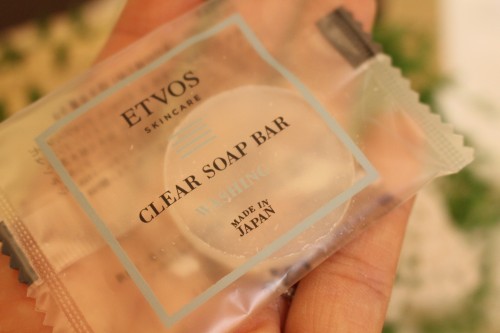 ETVOS
SKINCARE
CLEAR SOAP BAR
WASHING
MADE IN
JAPAN